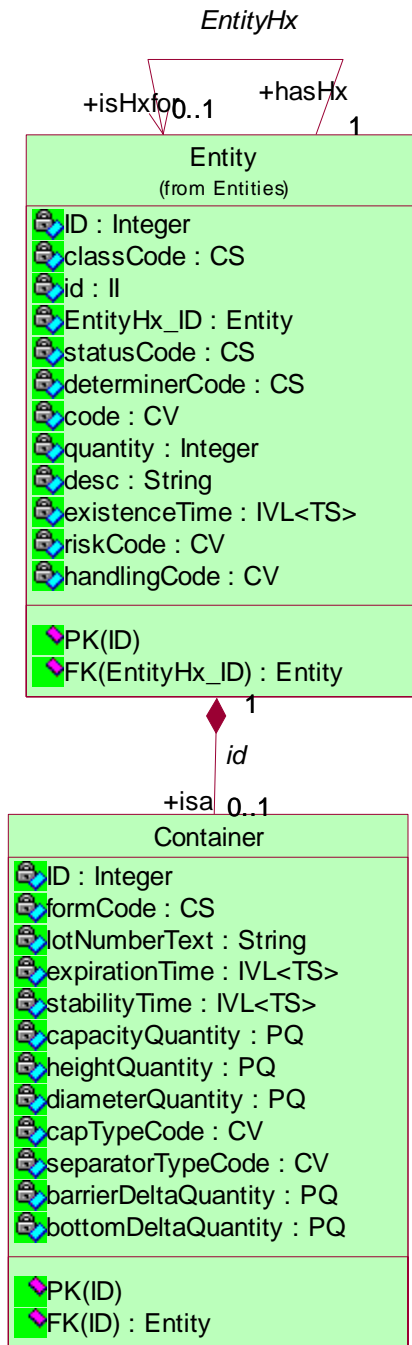 EntityHx
+isHxfor 0..1
+hasHx
1
Entity
(from Entities)
ID : Integer
classCode : CS
id : II
EntityHx_ID : Entity
statusCode : CS
determinerCode : CS
code : CV
quantity : Integer
desc : String
existenceTime : IVL<TS>
riskCode : CV
handlingCode : CV
PK(ID)
FK(EntityHx_ID) : Entity
1
id
+isa 0..1
Container
ID : Integer
formCode : CS
lotNumberText : String
expirationTime : IVL<TS>
stabilityTime : IVL<TS>
capacityQuantity : PQ
heightQuantity : PQ
diameterQuantity : PQ
capTypeCode : CV
separatorTypeCode : CV
barrierDeltaQuantity : PQ
bottomDeltaQuantity : PQ
PK(ID)
FK(ID) : Entity